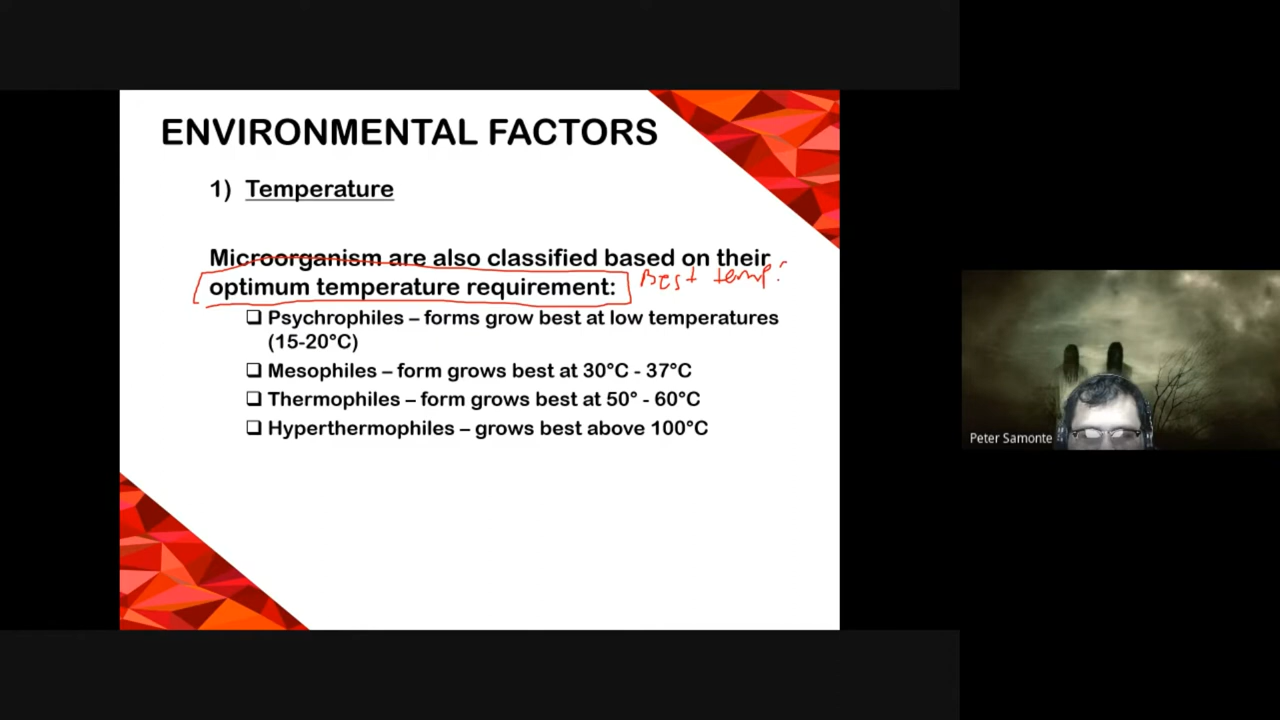 ENVIRONMENTAL FACTORS
1) Temperature
Microorganism are also classified based on their
optimum temperature requirement:
Best temp
❑ Psychrophiles – forms grow best at low temperatures
(15-20°C)
❑ Mesophiles – form grows best at 30°C - 37°C
❑ Thermophiles – form grows best at 50° - 60°C
❑ Hyperthermophiles – grows best above 100°C
Peter Samonte